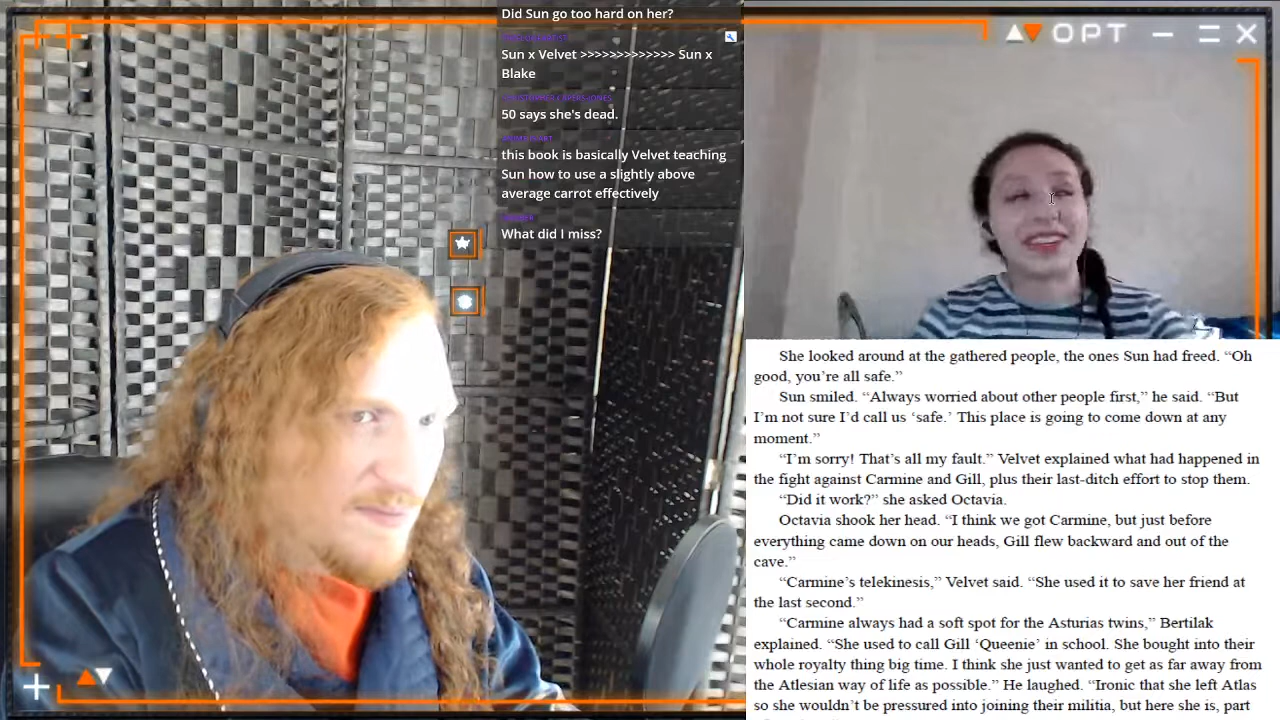 Did Sun go too hard on her?
Sun x Velvet >>>>>>>>>>>>> Sun x
Blake
50 says she's dead.
this book is basically Velvet teaching
Sun how to use a slightly above
average carrot effectively
What did I miss?
OPT
She looked around at the gathered people, the ones Sun had freed. “Oh
good, you’re all safe.”
Sun smiled. “Always worried about other people first,” he said. “But
I’m not sure I’d call us ‘safe.’ This place is going to come down at any
moment.”
“I’m sorry! That’s all my fault.” Velvet explained what had happened in
the fight against Carmine and Gill, plus their last-ditch effort to stop them.
“Did it work?” she asked Octavia.
Octavia shook her head. “I think we got Carmine, but just before
everything came down on our heads, Gill flew backward and out of the
cave.”
“Carmine’s telekinesis,” Velvet said. “She used it to save her friend at
the last second.”
“Carmine always had a soft spot for the Asturias twins,” Bertilak
explained. “She used to call Gill ‘Queenie’ in school. She bought into their
whole royalty thing big time. I think she just wanted to get as far away from
the Atlesian way of life as possible.” He laughed. “Ironic that she left Atlas
so she wouldn’t be pressured into joining their militia, but here she is, part